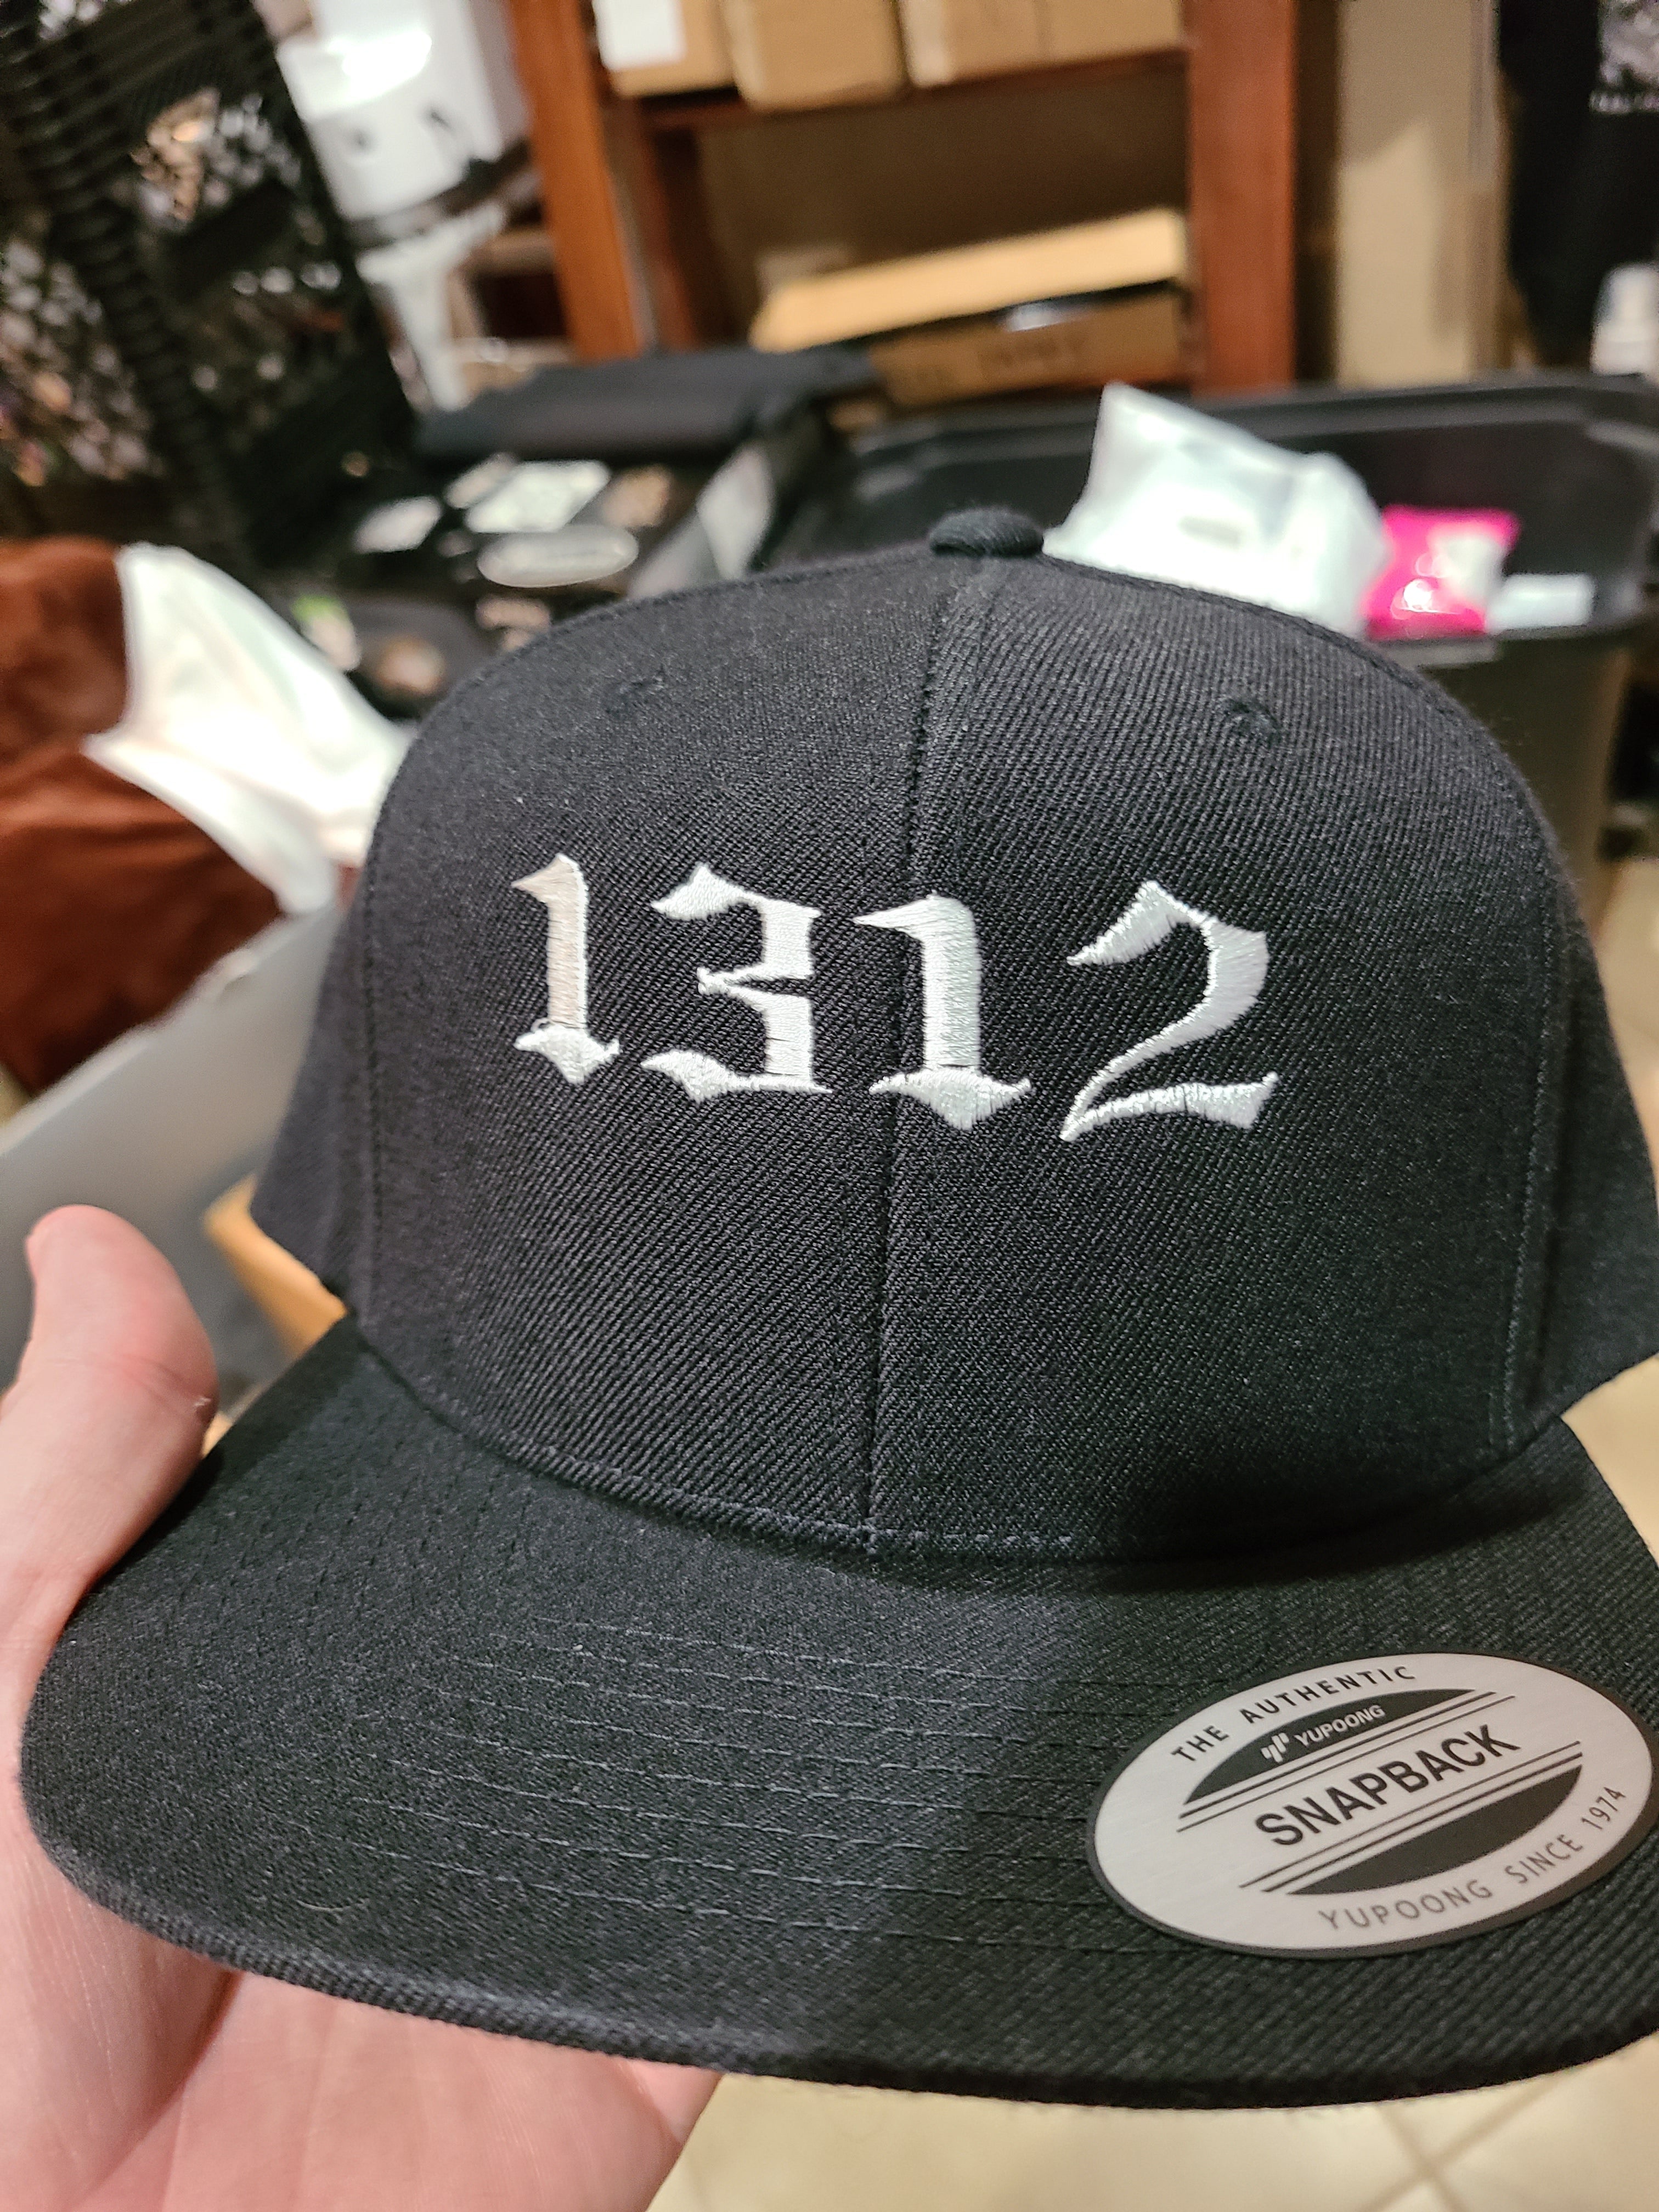 1312
THE AUTHENTIC
YUPOONG
SNAPBACK
YUPOONG SINCE 1974